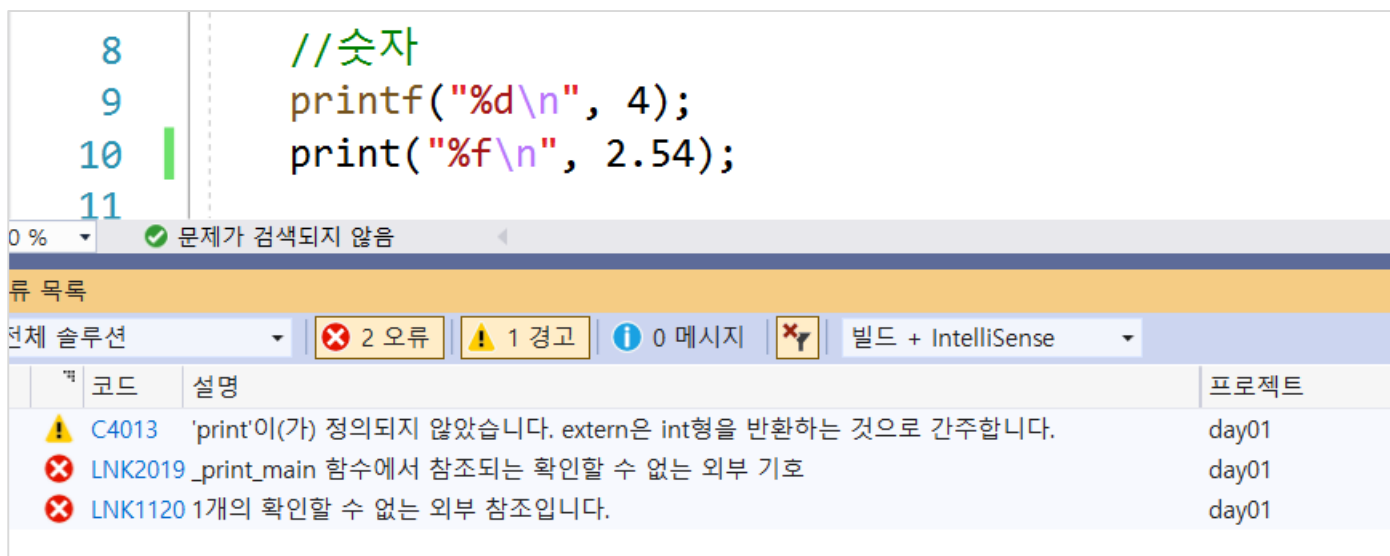 8 //숫자
9 printf("%d\n", 4);
10 print("%f\n", 2.54);
11
0 % 문제가 검색되지 않음
류 목록
전체 솔루션 2 오류 1 경고 0 메시지 빌드 + IntelliSense
코드 설명 프로젝트
C4013 'print'이(가) 정의되지 않았습니다. extern은 int형을 반환하는 것으로 간주합니다. day01
LNK2019 _print_main 함수에서 참조되는 확인할 수 없는 외부 기호 day01
LNK1120 1개의 확인할 수 없는 외부 참조입니다. day01